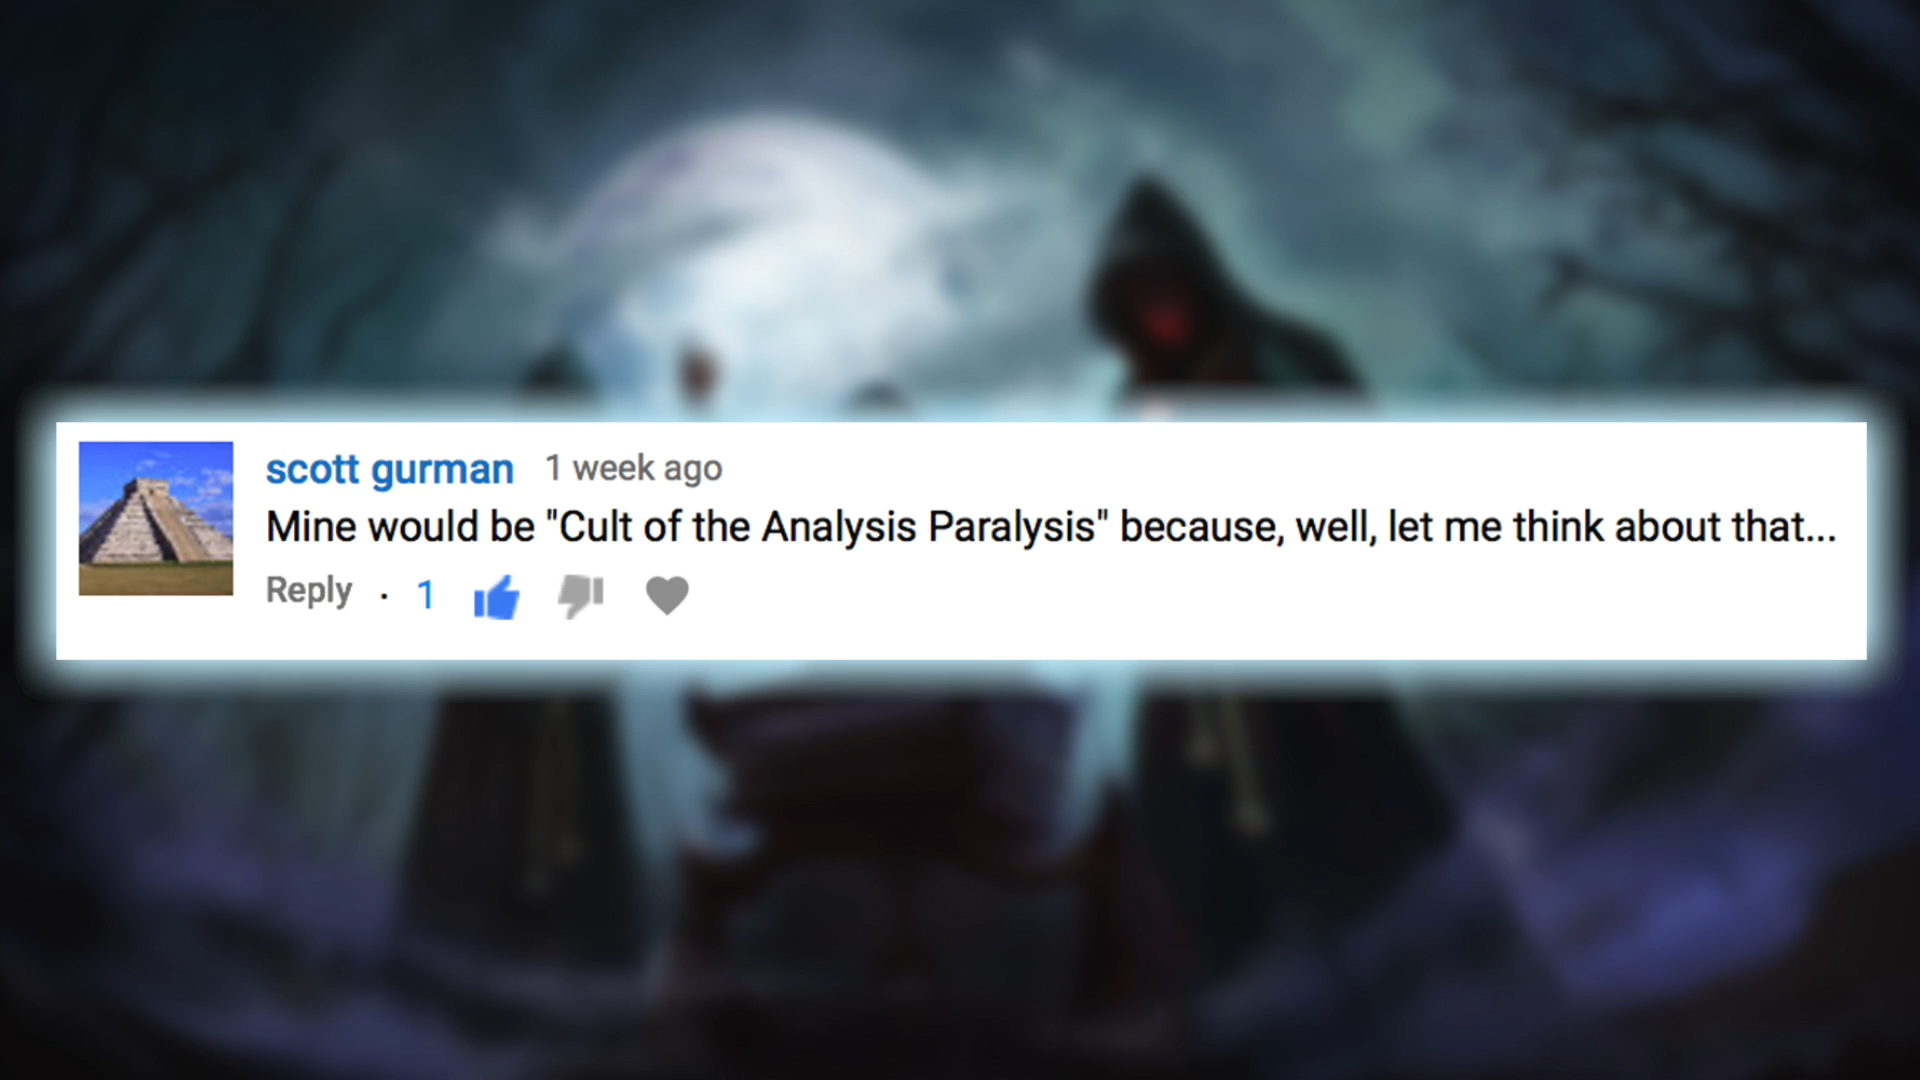 scott gurman 1 week ago
Mine would be "Cult of the Analysis Paralysis" because, well, let me think about that...
Reply · 1